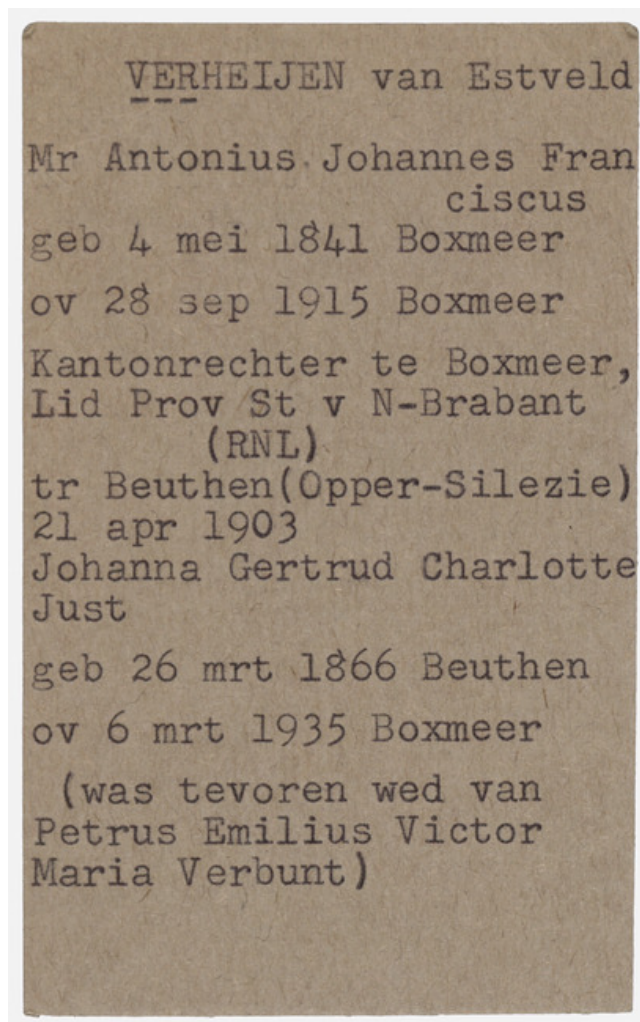 VERHEIJEN van Estveld
Mr Antonius Johannes Fran
ciscus
geb 4 mei 1841 Boxmeer
ov 28 sep 1915 Boxmeer
Kantonrechter te Boxmeer,
Lid Prov St v N-Brabant
(RNL)
tr Beuthen(Opper-Silezie)
21 apr 1903
Johanna Gertrud Charlotte
Just
geb 26 mrt 1866 Beuthen
ov 6 mrt 1935 Boxmeer
(was tevoren wed van
Petrus Emilius Victor
Maria Verbunt)